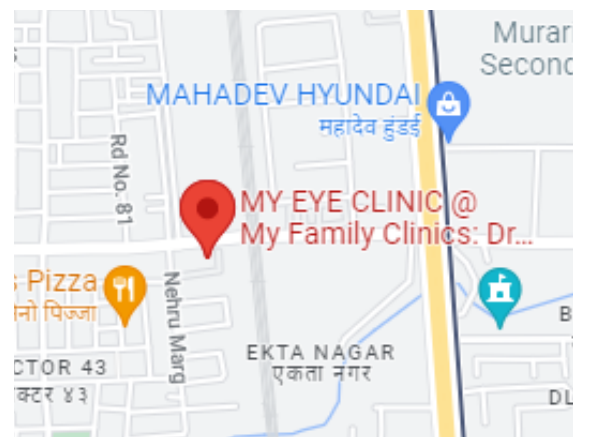 Murar
Second
MAHADEV HYUNDAI
महादेव हुंडई
Rd No. 81
MY EYE CLINIC @
My Family Clinics: Dr...
Pizza
पिज्जा
Nehru Marg
EKTA NAGAR
एकता नगर
CTOR 43
क्टर ४३
B
DL